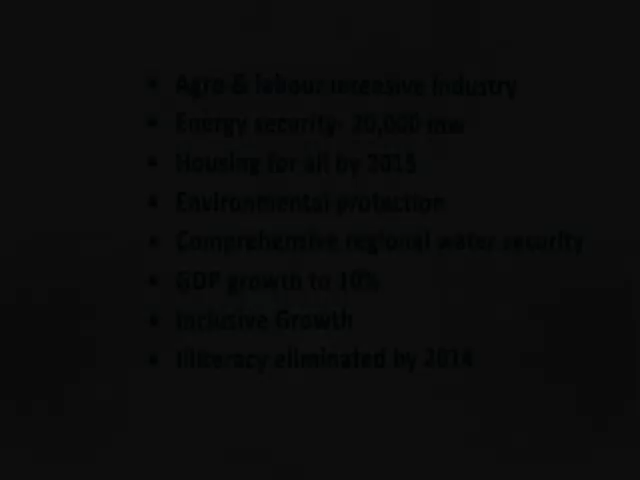 • Agro & labour intensive industry
• Energy security- 20,000 mw
• Housing for all by 2015
• Environmental protection
• Comprehensive regional water security
• GDP growth to 10%
• Inclusive Growth
• Illiteracy eliminated by 2014